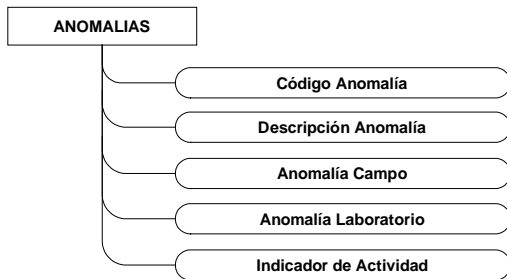 ANOMALIAS
Código Anomalía
Descripción Anomalía
Anomalía Campo
Anomalía Laboratorio
Indicador de Actividad